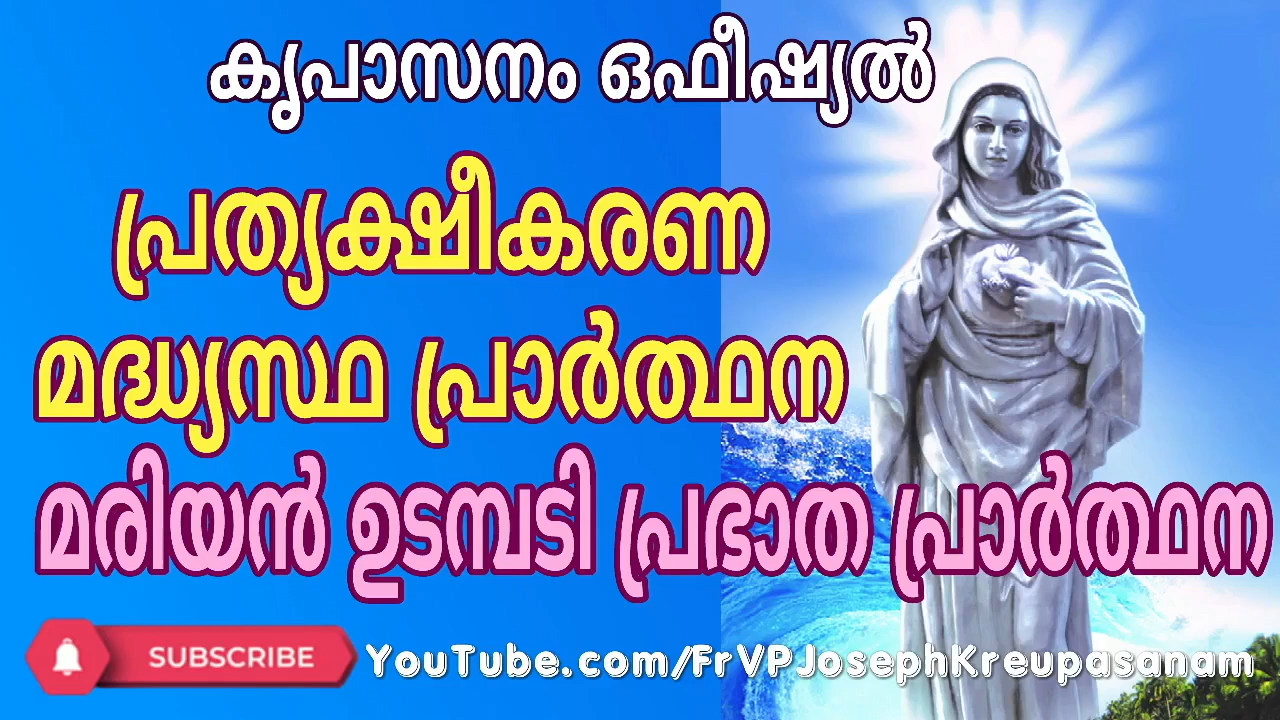 കൃപാസനം ഒഫീഷ്യൽ
പ്രത്യക്ഷീകരണ
മദ്ധ്യസ്ഥ പ്രാർത്ഥന
മരിയൻ ഉടമ്പടി പ്രഭാത പ്രാർത്ഥന
SUBSCRIBE YouTube.com/FrVPJosephKreupasanam